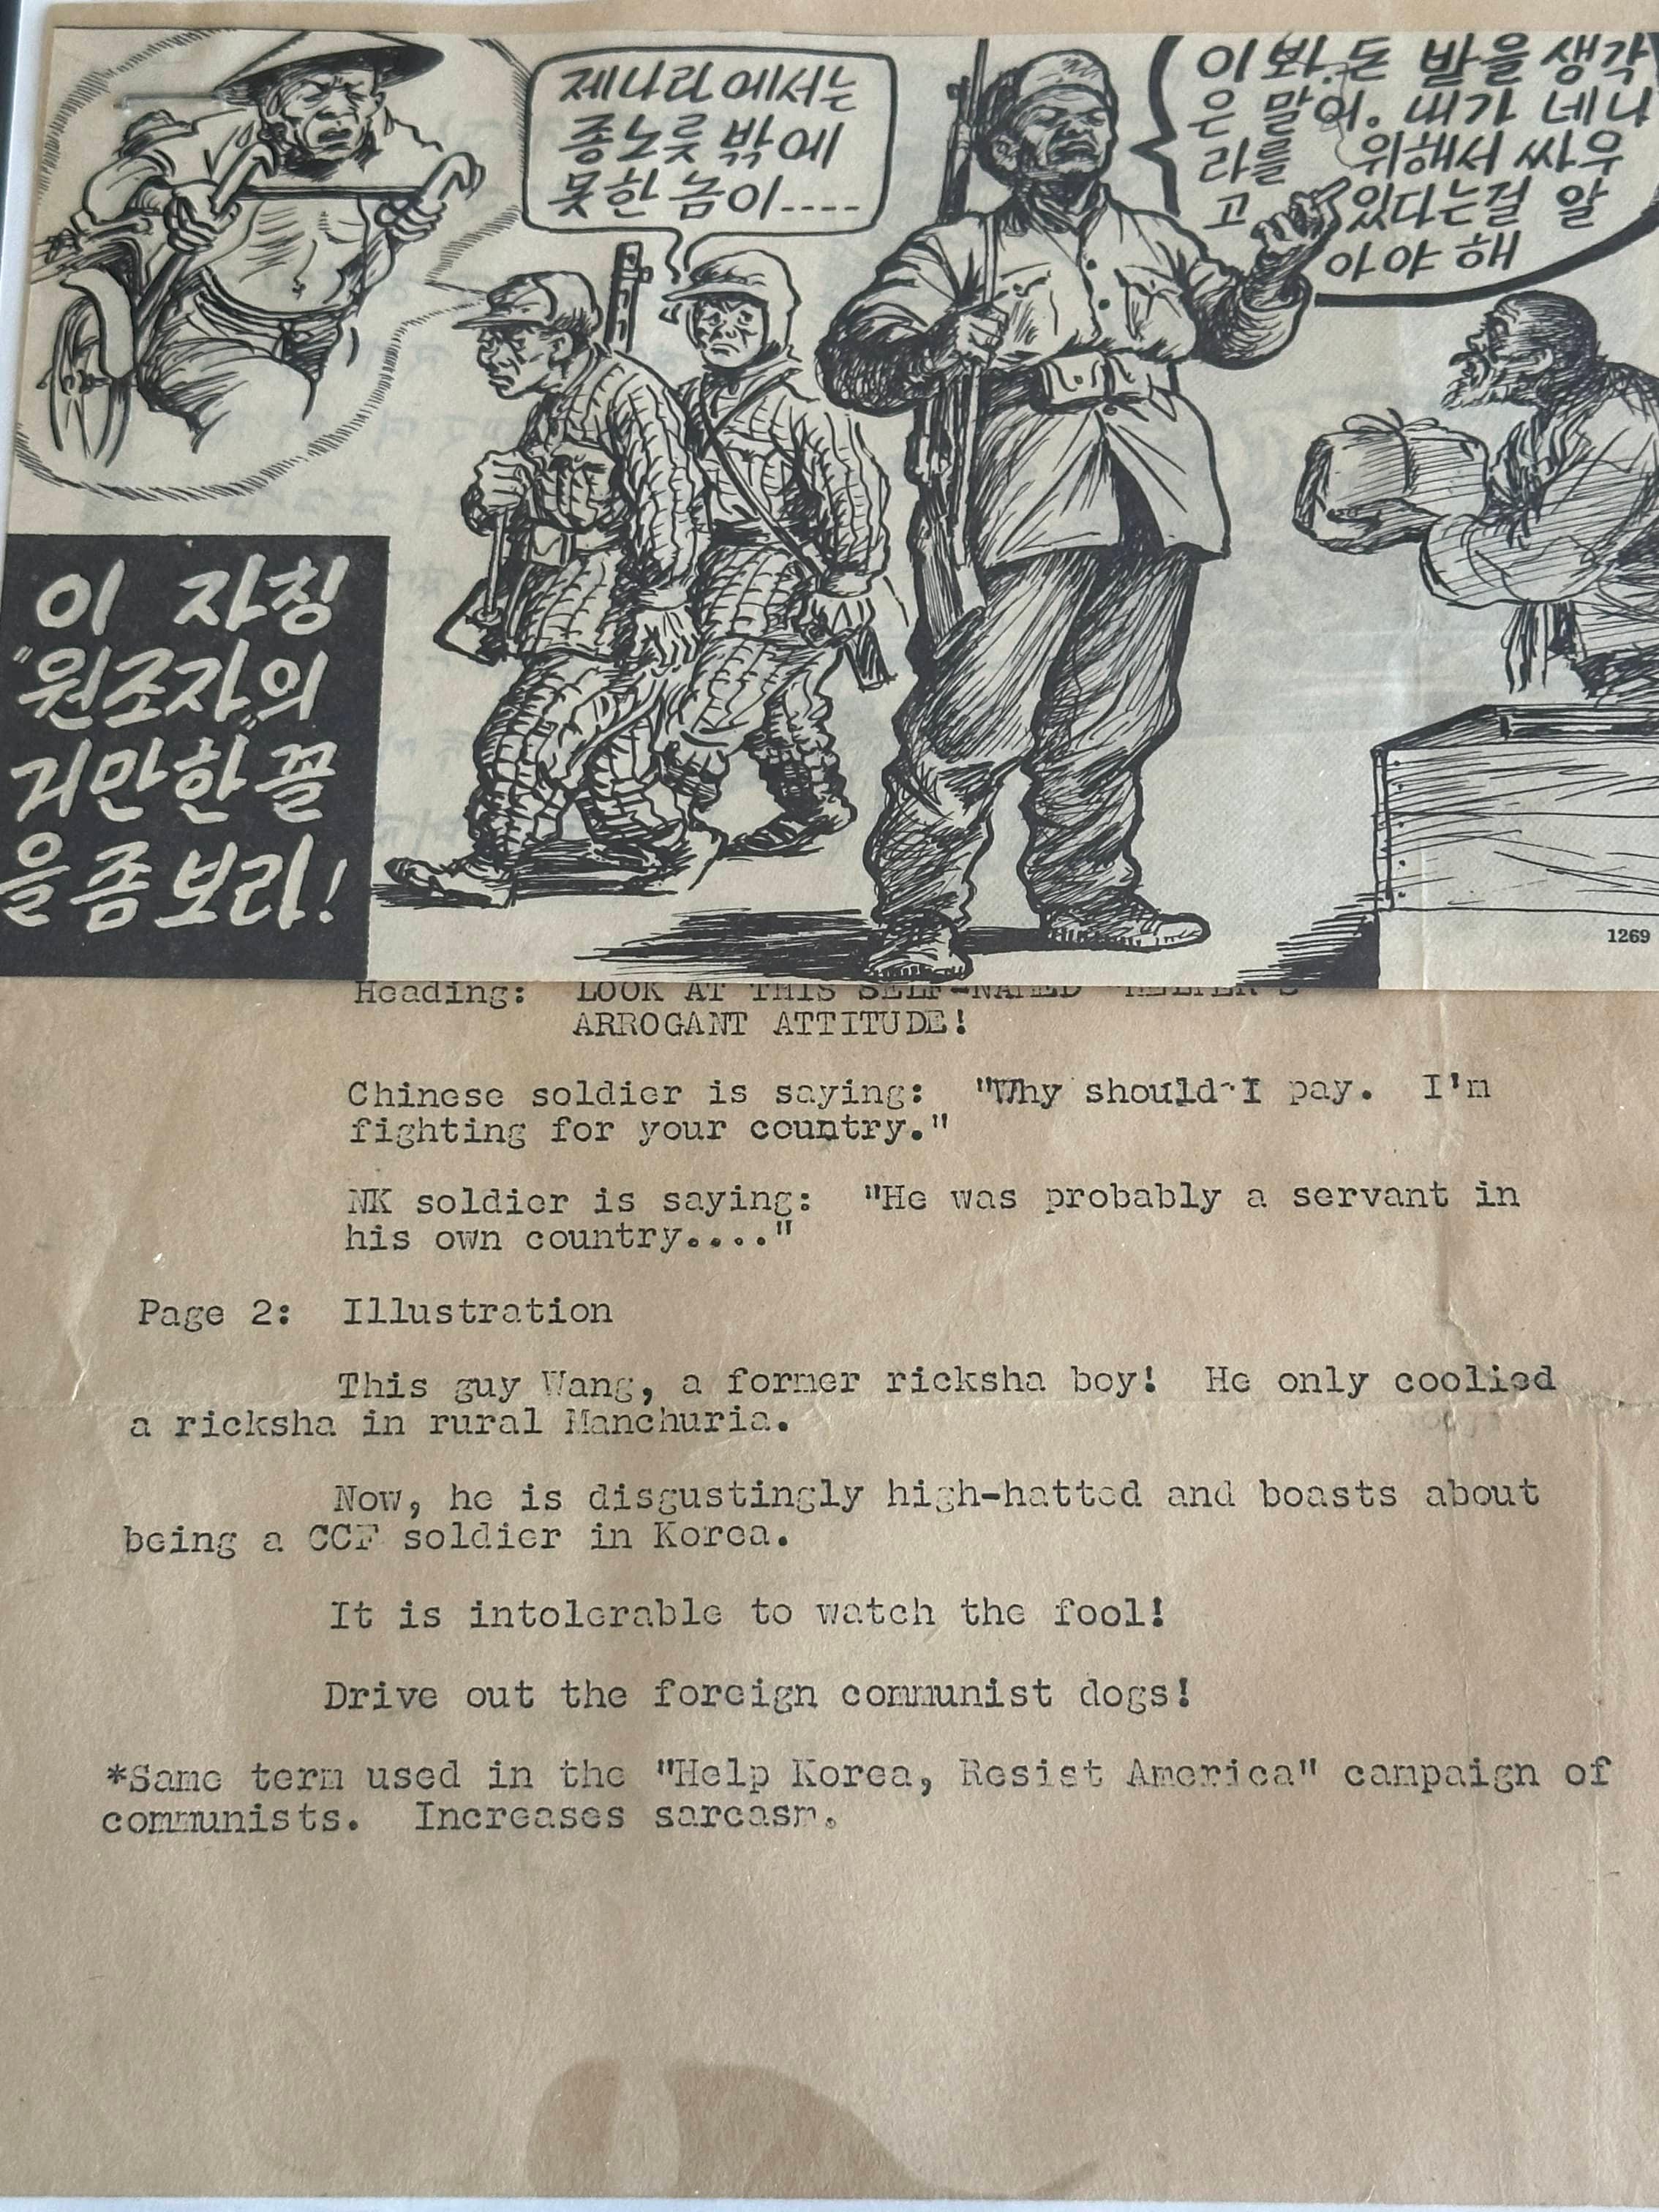 제나라에서는
종노릇 밖에
못한 놈이----
이봐. 돈 받을 생각
은 말어. 내가 네나
라를 위해서 싸우
고 있다는걸 알
아야 해
이 자칭
"원조자"의
거만한 꼴
을 좀 보라!
1269
Heading: LOOK AT THIS SELF-NAMED "HELPER'S
ARROGANT ATTITUDE!
Chinese soldier is saying: "Why should I pay. I'm
fighting for your country."
NK soldier is saying: "He was probably a servant in
his own country...."
Page 2: Illustration
This guy Wang, a former ricksha boy! He only coolied
a ricksha in rural Manchuria.
Now, he is disgustingly high-hatted and boasts about
being a CCF soldier in Korea.
It is intolerable to watch the fool!
Drive out the foreign communist dogs!
*Same term used in the "Help Korea, Resist America" campaign of
communists. Increases sarcasm.